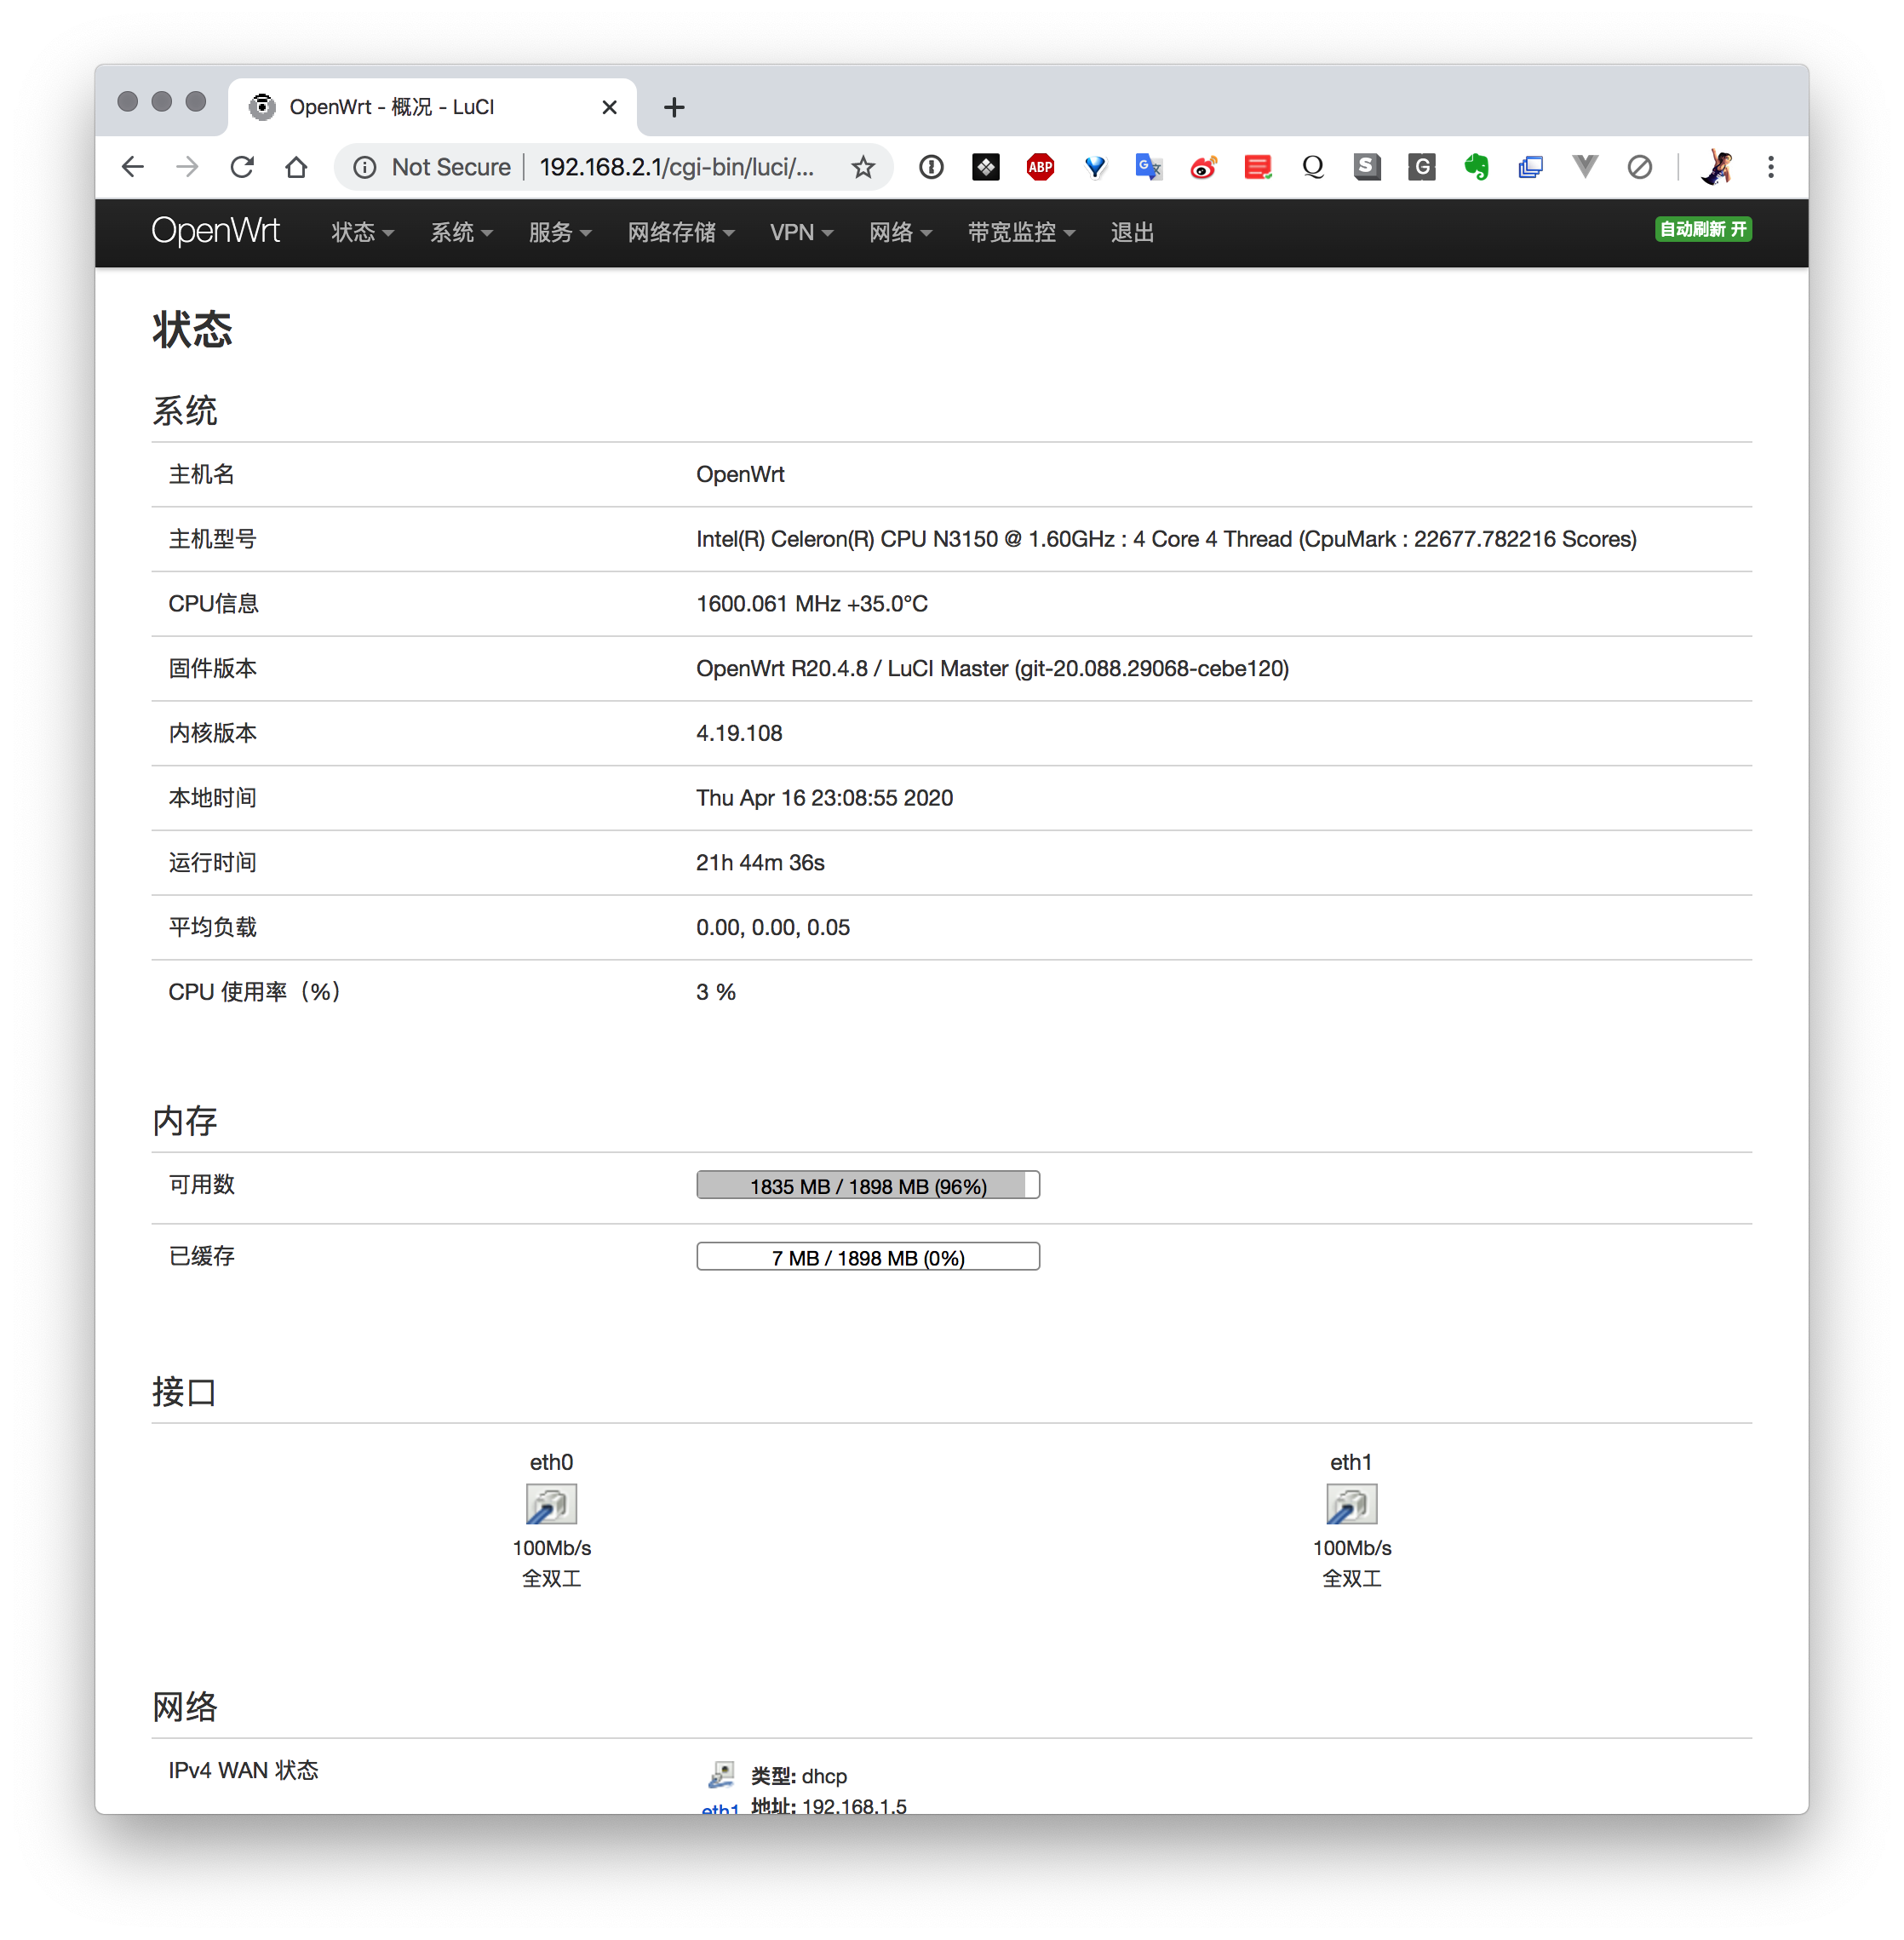 OpenWrt - 概况 - LuCI
Not Secure 192.168.2.1/cgi-bin/luci/...
ABP
OpenWrt 状态 系统 服务 网络存储 VPN 网络 带宽监控 退出 自动刷新 开
状态
系统
主机名 OpenWrt
主机型号 Intel(R) Celeron(R) CPU N3150 @ 1.60GHz : 4 Core 4 Thread (CpuMark : 22677.782216 Scores)
CPU信息 1600.061 MHz +35.0°C
固件版本 OpenWrt R20.4.8 / LuCI Master (git-20.088.29068-cebe120)
内核版本 4.19.108
本地时间 Thu Apr 16 23:08:55 2020
运行时间 21h 44m 36s
平均负载 0.00, 0.00, 0.05
CPU 使用率（%） 3 %
内存
可用数 1835 MB / 1898 MB (96%)
已缓存 7 MB / 1898 MB (0%)
接口
eth0 eth1
100Mb/s 100Mb/s
全双工 全双工
网络
IPv4 WAN 状态 类型: dhcp
eth1 地址: 192.168.1.5